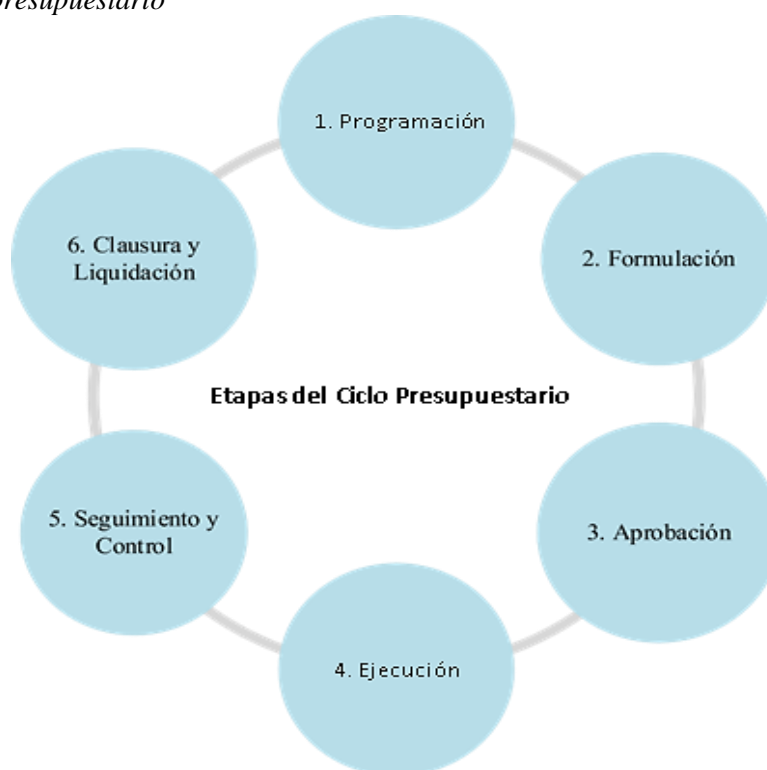 presupuestario
1. Programación
2. Formulación
3. Aprobación
4. Ejecución
5. Seguimiento y
Control
6. Clausura y
Liquidación
Etapas del Ciclo Presupuestario